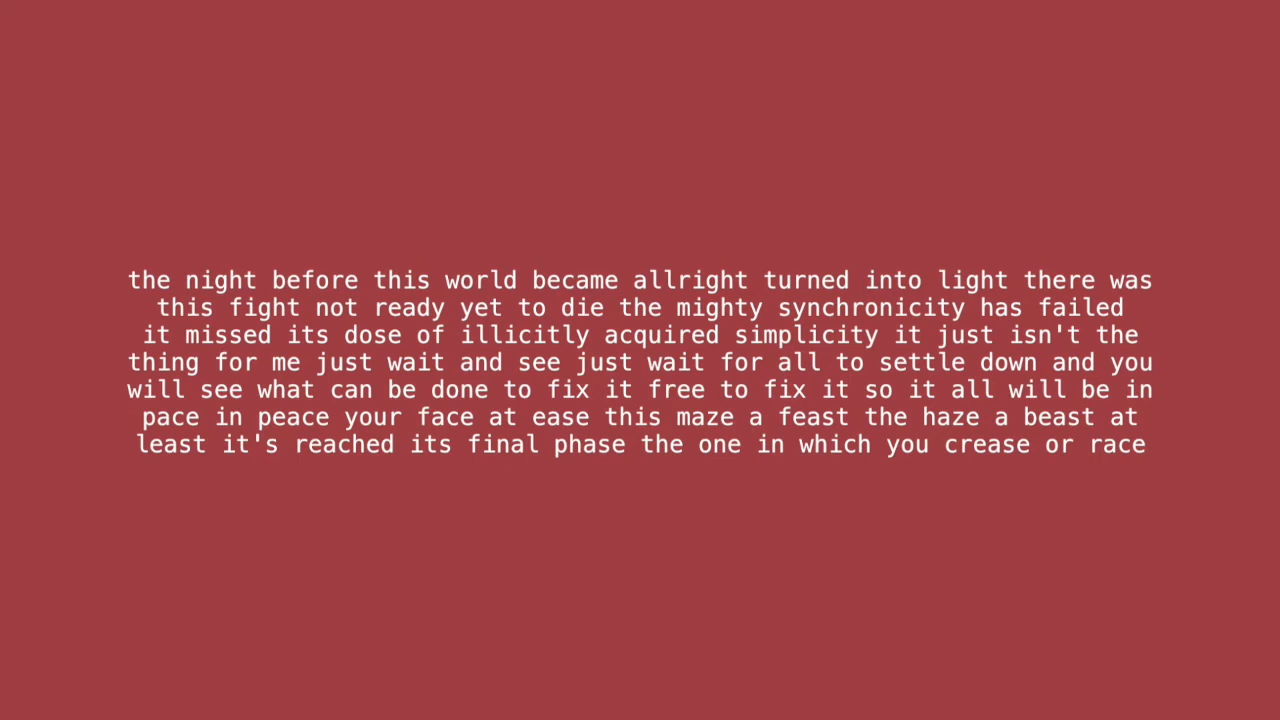 the night before this world became allright turned into light there was
this fight not ready yet to die the mighty synchronicity has failed
it missed its dose of illicitly acquired simplicity it just isn't the
thing for me just wait and see just wait for all to settle down and you
will see what can be done to fix it free to fix it so it all will be in
pace in peace your face at ease this maze a feast the haze a beast at
least it's reached its final phase the one in which you crease or race